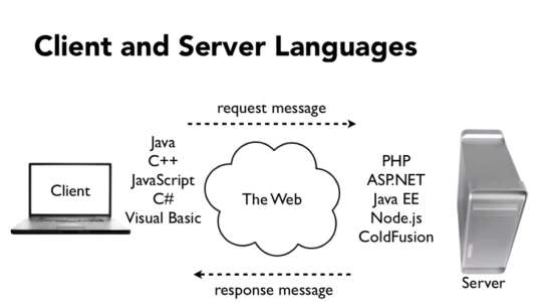 Client and Server Languages
request message
Client
Java
C++
JavaScript
C#
Visual Basic
The Web
PHP
ASP.NET
Java EE
Node.js
ColdFusion
Server
response message